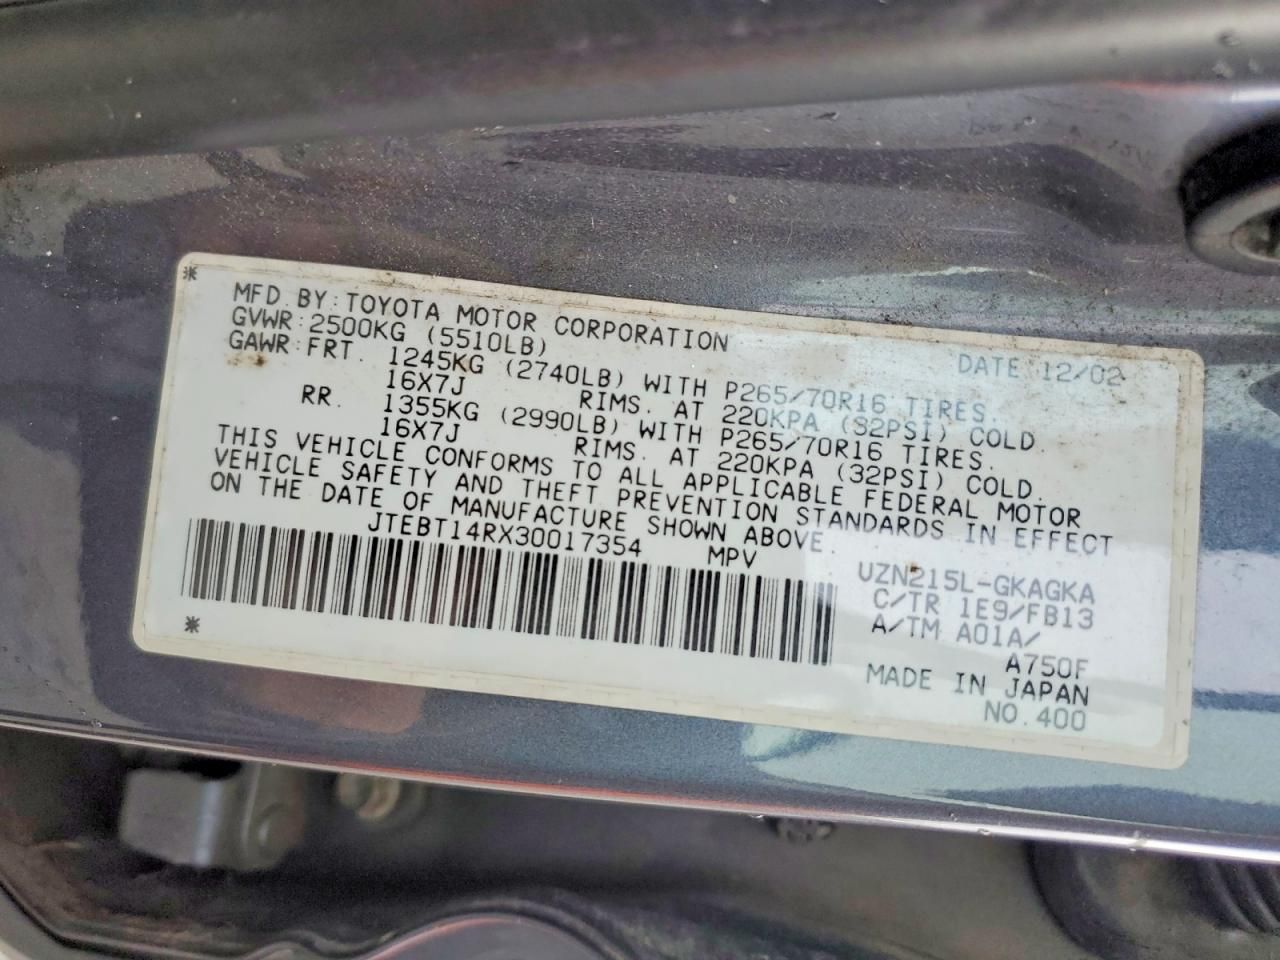 MFD. BY: TOYOTA MOTOR CORPORATION DATE 12/02
GVWR: 2500KG (5510LB)
GAWR: FRT. 1245KG (2740LB) WITH P265/70R16 TIRES.
16X7J RIMS. AT 220KPA (32PSI) COLD
RR. 1355KG (2990LB) WITH P265/70R16 TIRES.
16X7J RIMS. AT 220KPA (32PSI) COLD.
THIS VEHICLE CONFORMS TO ALL APPLICABLE FEDERAL MOTOR
VEHICLE SAFETY AND THEFT PREVENTION STANDARDS IN EFFECT
ON THE DATE OF MANUFACTURE SHOWN ABOVE.
JTEBT14RX30017354 MPV
UZN215L-GKAGKA
C/TR 1E9/FB13
A/TM A01A/
A750F
MADE IN JAPAN
NO. 400